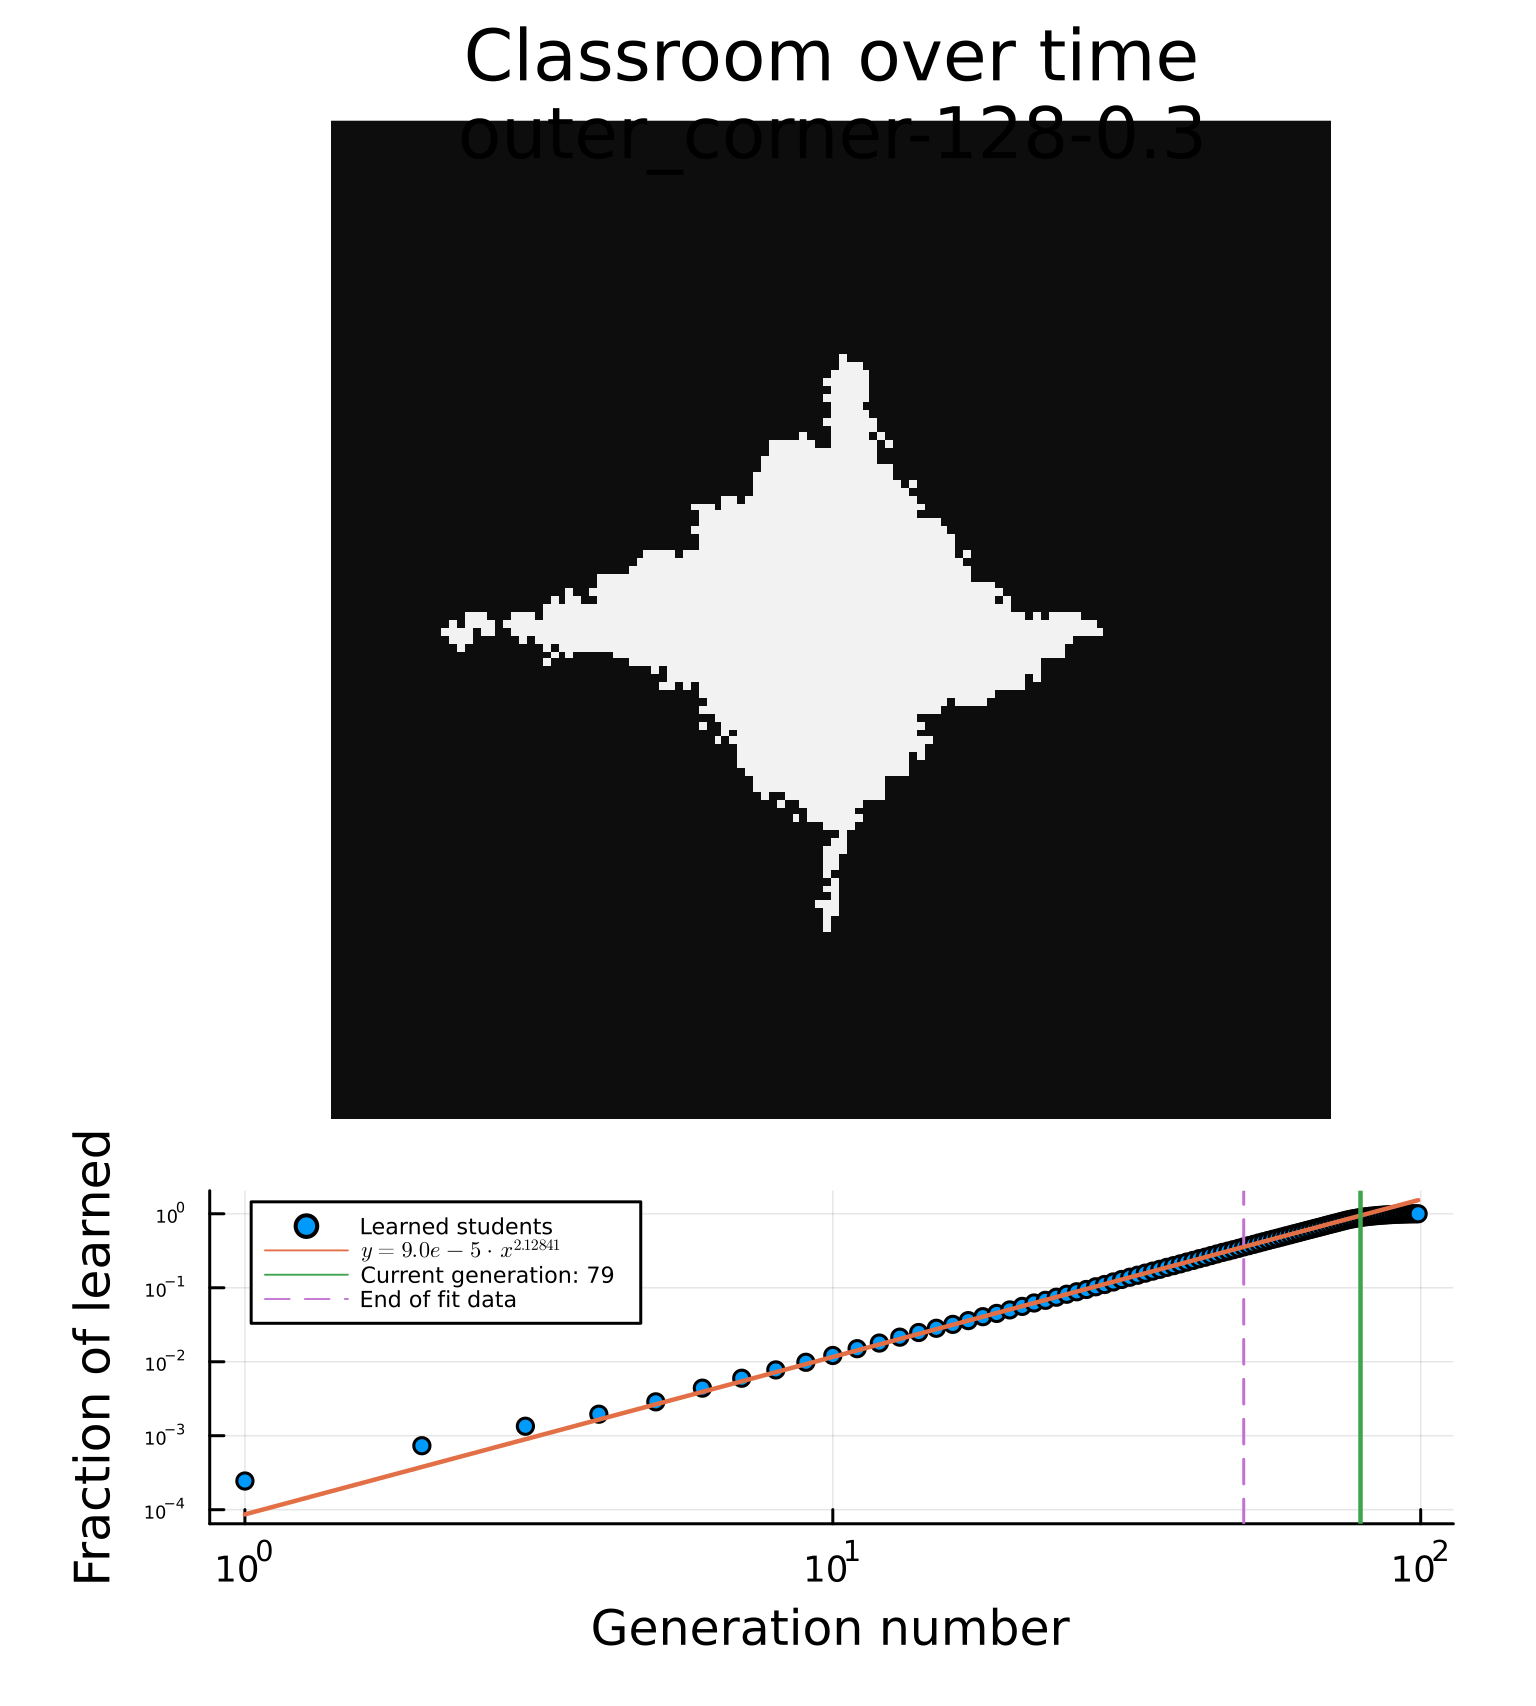 Classroom over time
outer_corner-128-0.3
Fraction of learned
10^0
10^-1
10^-2
10^-3
10^-4
Learned students
y = 9.0e − 5 · x^2.12841
Current generation: 79
End of fit data
10^0 10^1 10^2
Generation number